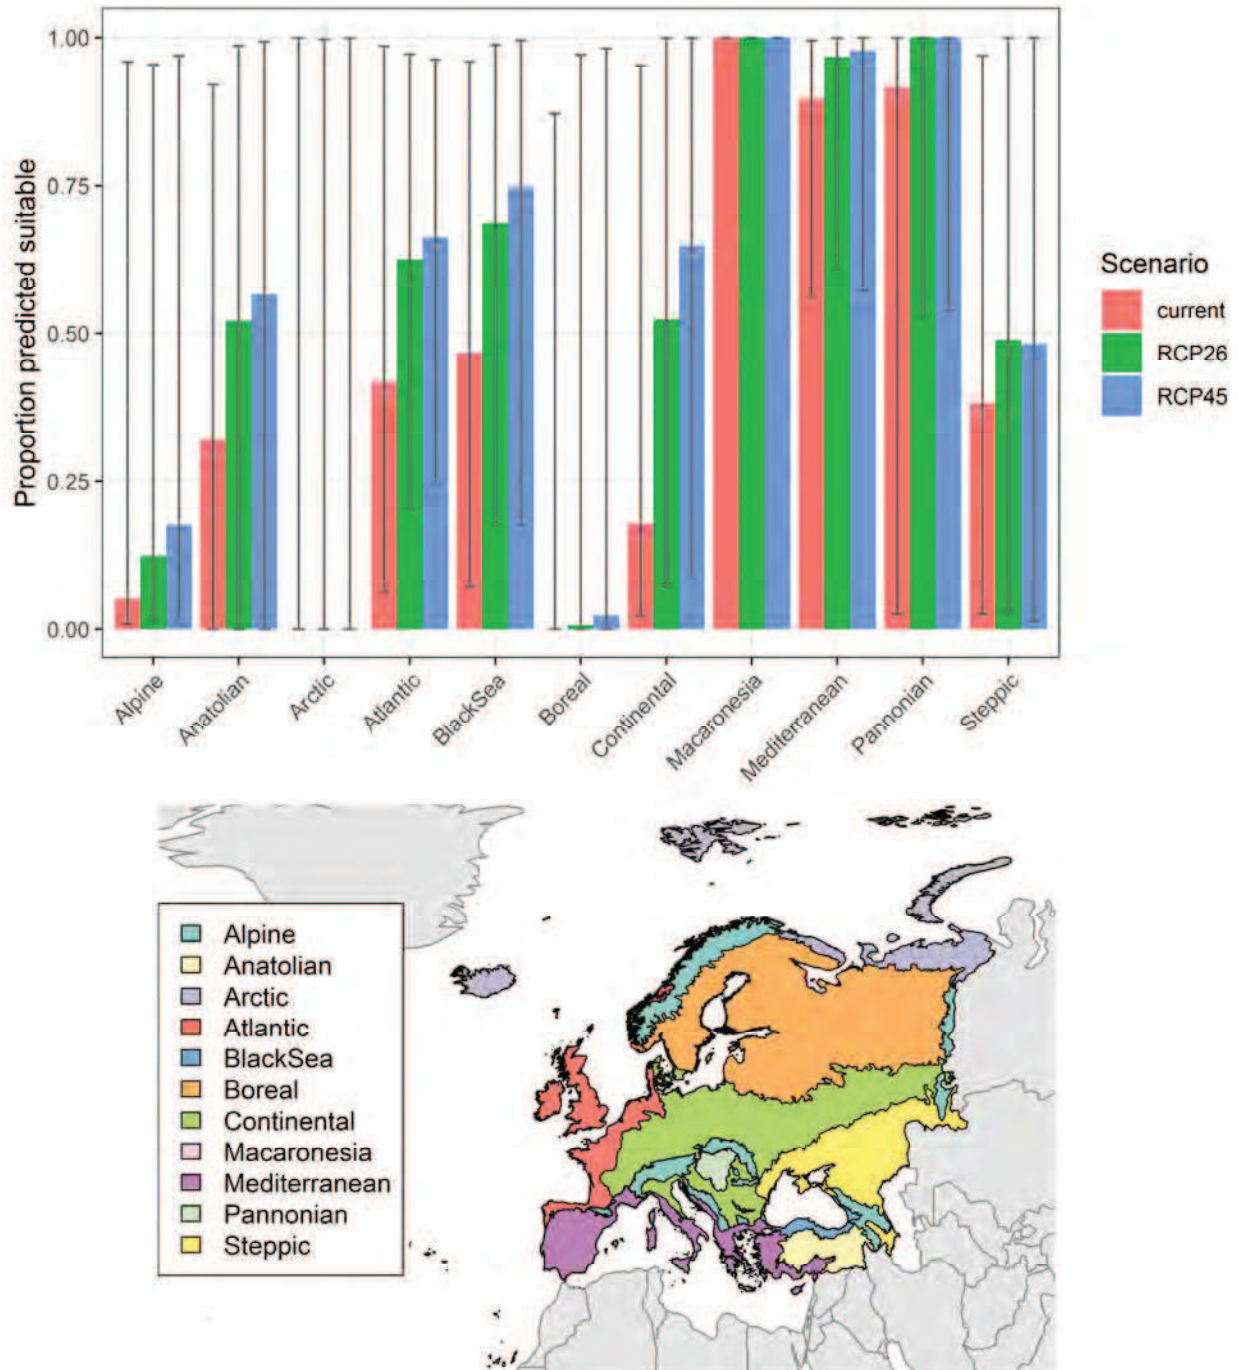 Proportion predicted suitable
1.00
0.75
0.50
0.25
0.00
Alpine
Anatolian
Arctic
Atlantic
BlackSea
Boreal
Continental
Macaronesia
Mediterranean
Pannonian
Steppic
Scenario
current
RCP26
RCP45
Alpine
Anatolian
Arctic
Atlantic
BlackSea
Boreal
Continental
Macaronesia
Mediterranean
Pannonian
Steppic